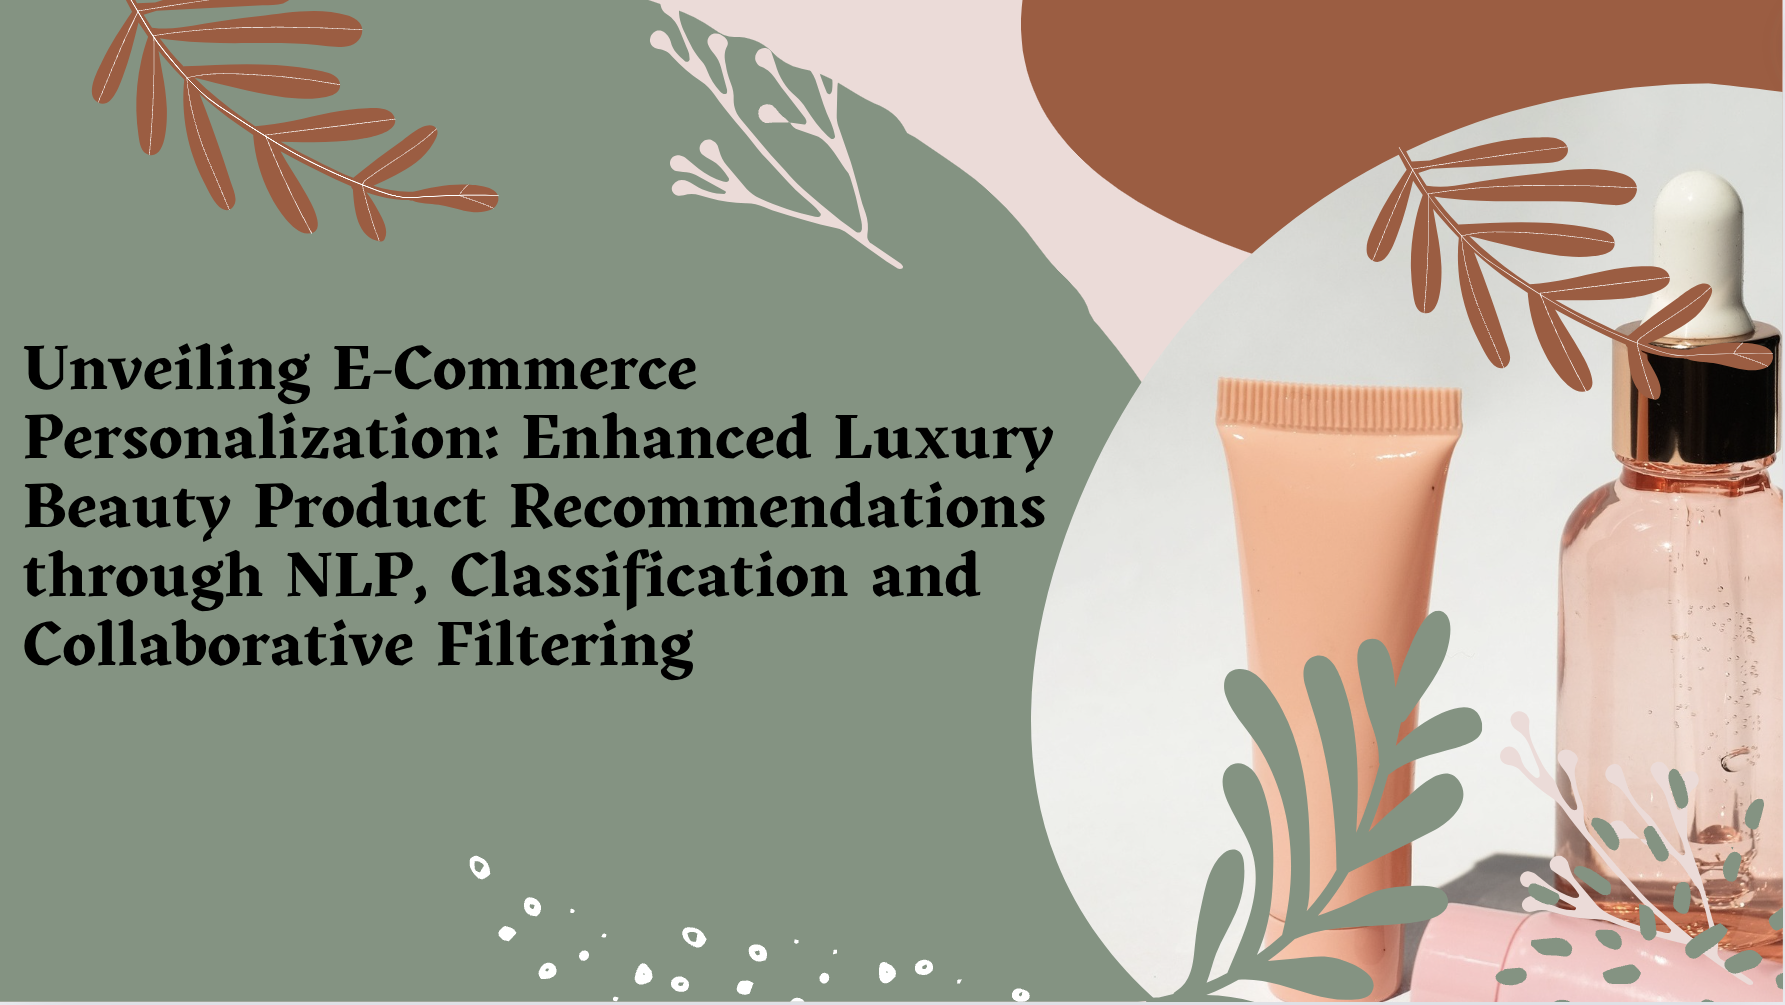 Unveiling E-Commerce
Personalization: Enhanced Luxury
Beauty Product Recommendations
through NLP, Classification and
Collaborative Filtering